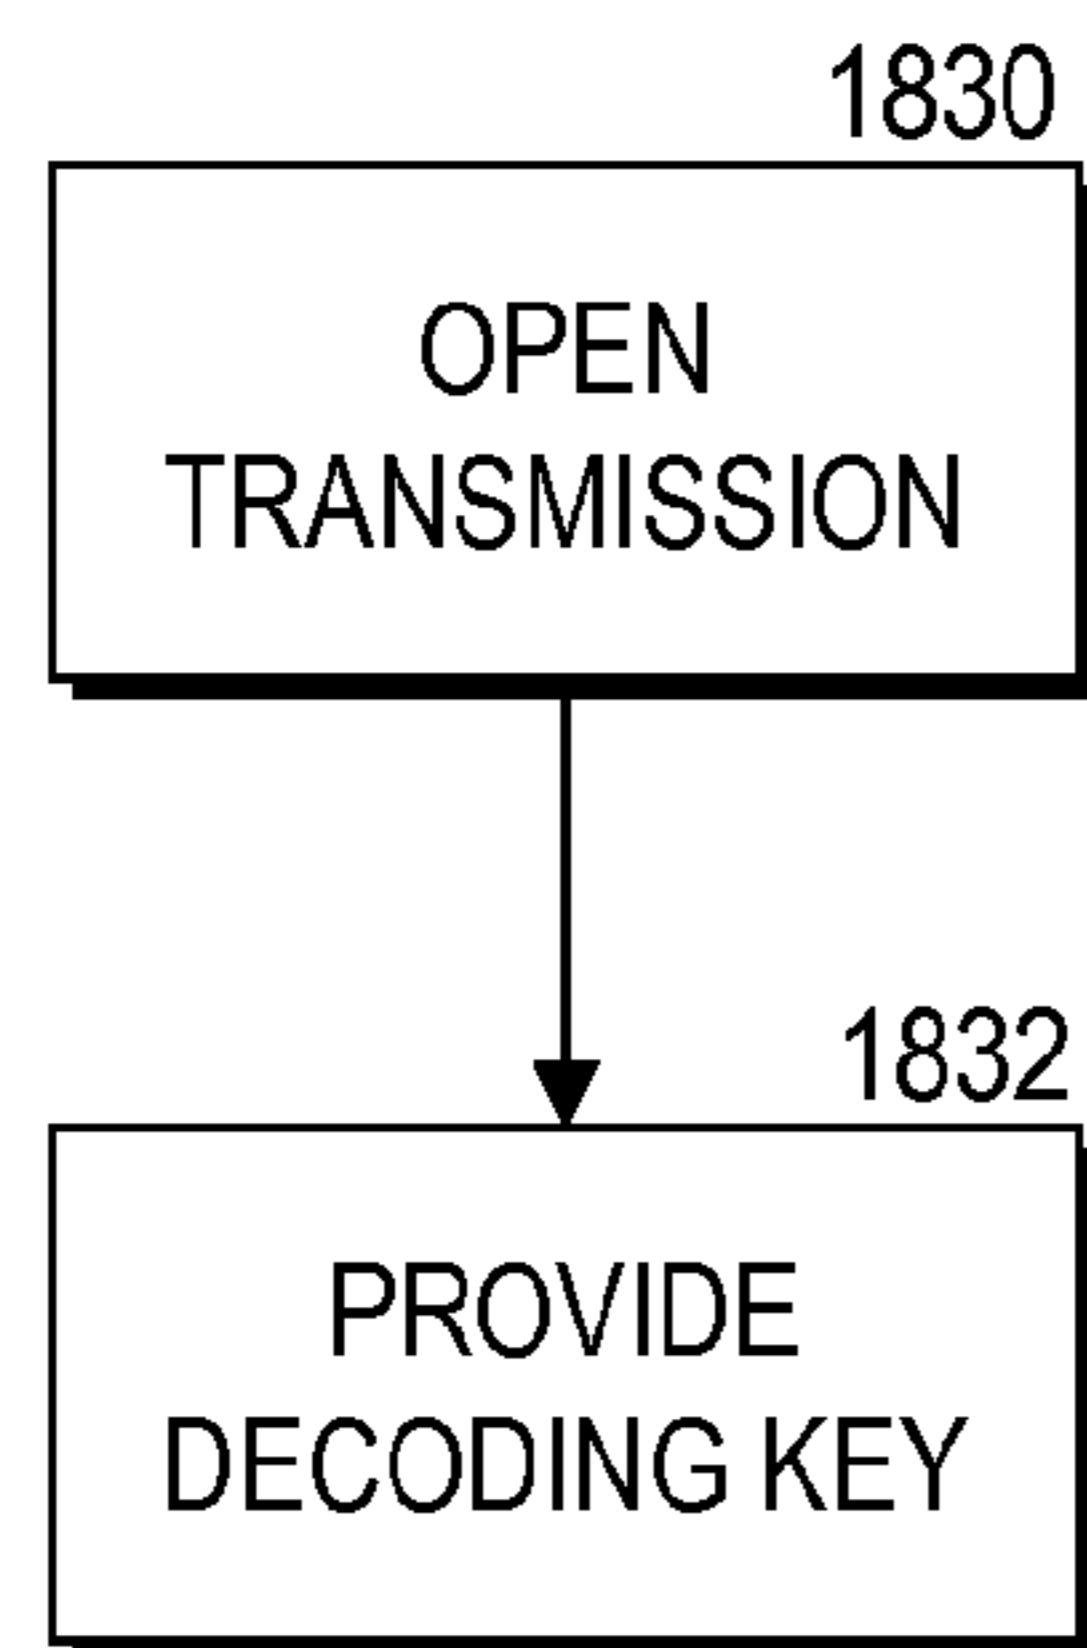 1830
OPEN
TRANSMISSION
1832
PROVIDE
DECODING KEY